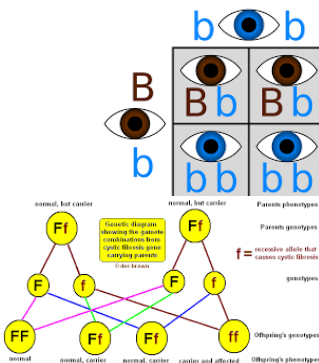 b b
B
B b B b
b
b b b b
Parents phenotypes
normal, but carrier normal, but carrier
Parents genotypes
Ff Ff
Genetic diagram
showing the gamete
combinations from
cystic fibrosis gene
carrying parents
f = recessive allele that
causes cystic fibrosis
F f F f
genotypes
FF Ff Ff ff
Offspring's genotypes
normal normal, carrier normal, carrier carrier and affected
Offspring's phenotypes